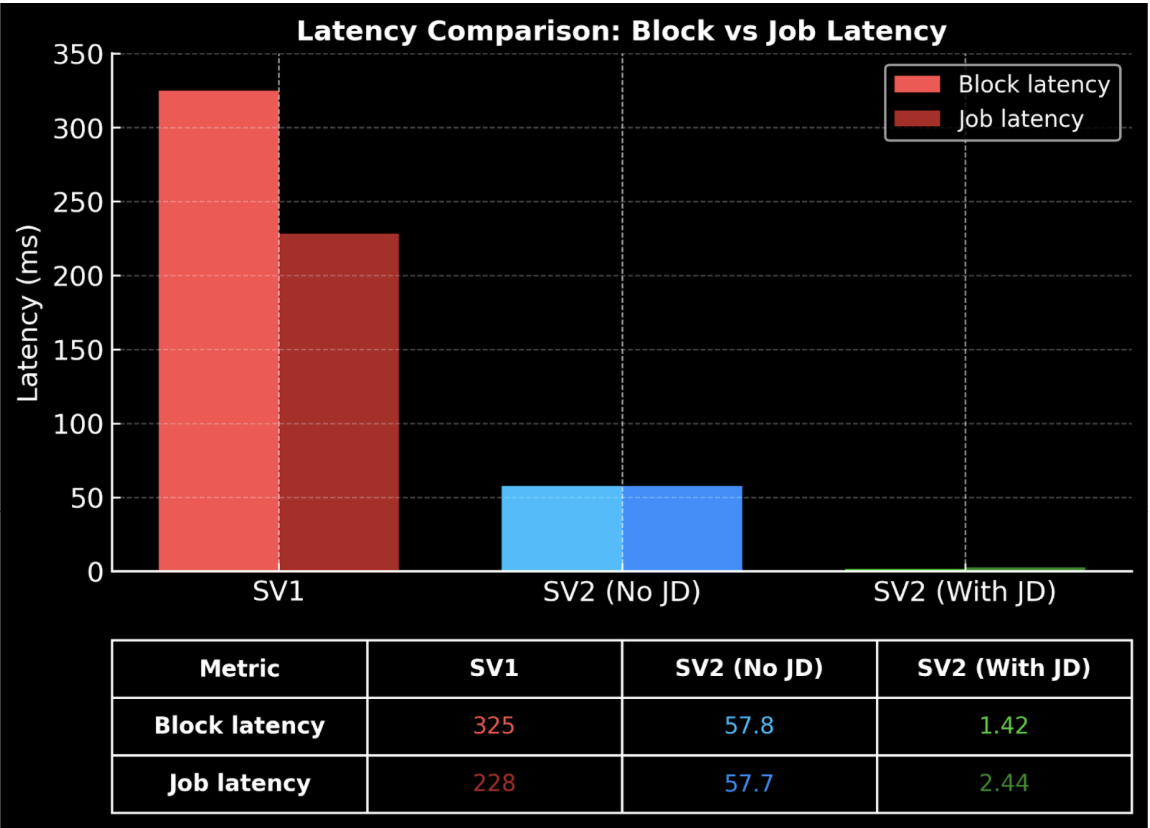 Latency Comparison: Block vs Job Latency
Block latency
Job latency
Latency (ms)
350
300
250
200
150
100
50
0
SV1 SV2 (No JD) SV2 (With JD)
Metric SV1 SV2 (No JD) SV2 (With JD)
Block latency 325 57.8 1.42
Job latency 228 57.7 2.44